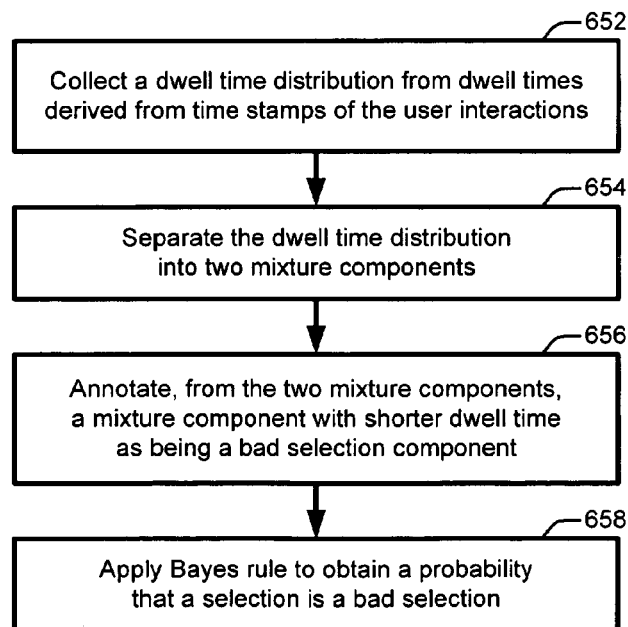 652
Collect a dwell time distribution from dwell times
derived from time stamps of the user interactions
654
Separate the dwell time distribution
into two mixture components
656
Annotate, from the two mixture components,
a mixture component with shorter dwell time
as being a bad selection component
658
Apply Bayes rule to obtain a probability
that a selection is a bad selection